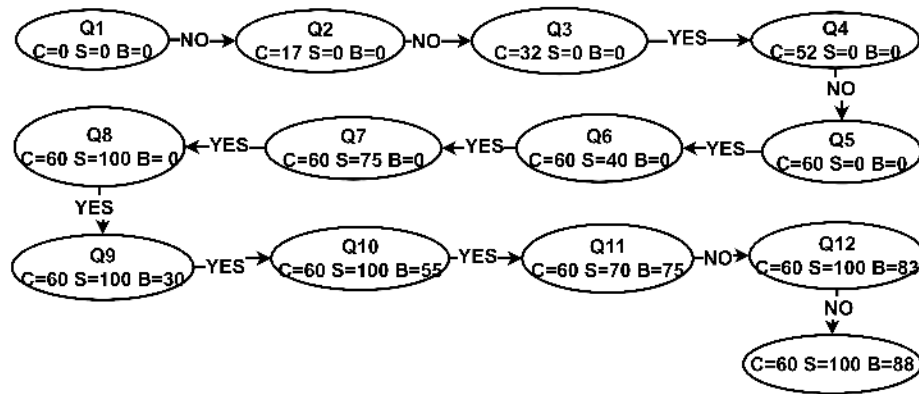 Q1
C=0 S=0 B=0
NO
Q2
C=17 S=0 B=0
NO
Q3
C=32 S=0 B=0
YES
Q4
C=52 S=0 B=0
NO
Q5
C=60 S=0 B=0
YES
Q6
C=60 S=40 B=0
YES
Q7
C=60 S=75 B=0
YES
Q8
C=60 S=100 B= 0
YES
Q9
C=60 S=100 B=30
YES
Q10
C=60 S=100 B=55
YES
Q11
C=60 S=70 B=75
NO
Q12
C=60 S=100 B=83
NO
C=60 S=100 B=88